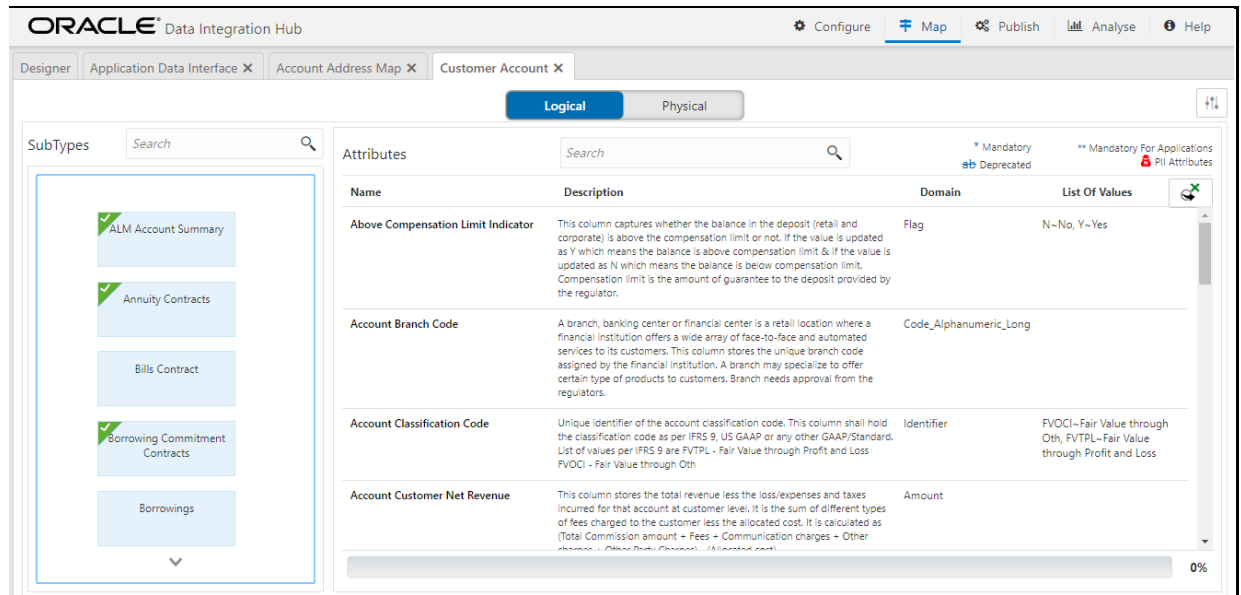 ORACLE® Data Integration Hub
Configure
Map
Publish
Analyse
Help
Designer
Application Data Interface ✕
Account Address Map ✕
Customer Account ✕
Logical
Physical
SubTypes
Search
ALM Account Summary
Annuity Contracts
Bills Contract
Borrowing Commitment
Contracts
Borrowings
Attributes
Search
* Mandatory
** Mandatory For Applications
ab Deprecated
PII Attributes
Name
Description
Domain
List Of Values
Above Compensation Limit Indicator
This column captures whether the balance in the deposit (retail and
corporate) is above the compensation limit or not. If the value is updated
as Y which means the balance is above compensation limit & if the value is
updated as N which means the balance is below compensation limit.
Compensation limit is the amount of guarantee to the deposit provided by
the regulator.
Flag
N~No, Y~Yes
Account Branch Code
A branch, banking center or financial center is a retail location where a
financial institution offers a wide array of face-to-face and automated
services to its customers. This column stores the unique branch code
assigned by the financial institution. A branch may specialize to offer
certain type of products to customers. Branch needs approval from the
regulators.
Code_Alphanumeric_Long
Account Classification Code
Unique identifier of the account classification code. This column shall hold
the classification code as per IFRS 9, US GAAP or any other GAAP/Standard.
List of values per IFRS 9 are FVTPL - Fair Value through Profit and Loss
FVOCI - Fair Value through Oth
Identifier
FVOCI~Fair Value through
Oth, FVTPL~Fair Value
through Profit and Loss
Account Customer Net Revenue
This column stores the total revenue less the loss/expenses and taxes
incurred for that account at customer level. It is the sum of different types
of fees charged to the customer less the allocated cost. It is calculated as
(Total Commission amount + Fees + Communication charges + Other
charges + Other Party Charges) - (Allocated cost)
Amount
0%